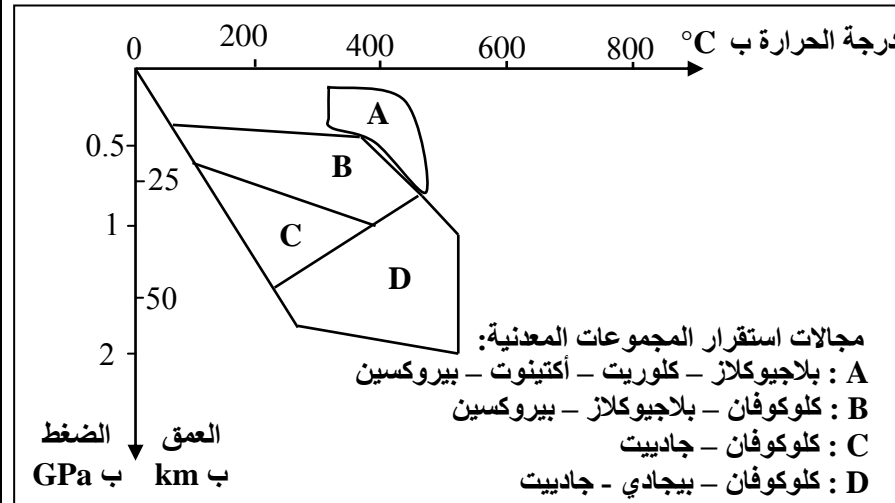 درجة الحرارة ب °C
0 200 400 600 800
A
0.5
B
25
1
C
D
50
2
مجالات استقرار المجموعات المعدنية:
A : بلاجيوكلاز – كلوريت – أكتينوت – بيروكسين
B : كلوكوفان – بلاجيوكلاز – بيروكسين
C : كلوكوفان – جادييت
D : كلوكوفان – بيجادي - جادييت
العمق الضغط
ب km ب GPa